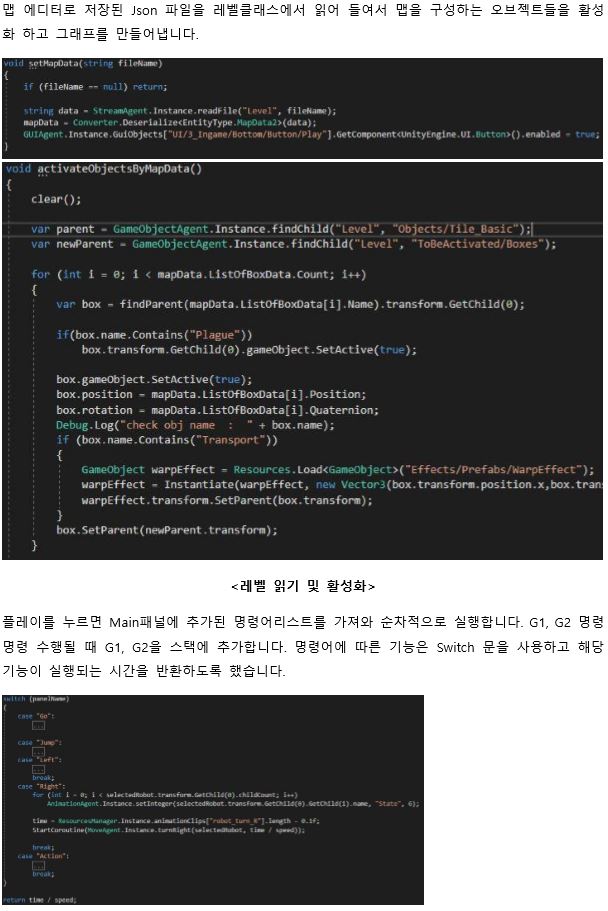 맵 에디터로 저장된 Json 파일을 레벨클래스에서 읽어 들여서 맵을 구성하는 오브젝트들을 활성
화 하고 그래프를 만들어냅니다.
void setMapData(string fileName)
{
if (fileName == null) return;
string data = StreamAgent.Instance.readFile("Level", fileName);
mapData = Converter.Deserialize<EntityType.MapData2>(data);
GUIAgent.Instance.GuiObjects["UI/3_Ingame/Bottom/Button/Play"].GetComponent<UnityEngine.UI.Button>().enabled = true;
}
void activateObjectsByMapData()
{
clear();
var parent = GameObjectAgent.Instance.findChild("Level", "Objects/Tile_Basic");
var newParent = GameObjectAgent.Instance.findChild("Level", "ToBeActivated/Boxes");
for (int i = 0; i < mapData.ListOfBoxData.Count; i++)
{
var box = findParent(mapData.ListOfBoxData[i].Name).transform.GetChild(0);
if(box.name.Contains("Plague"))
box.transform.GetChild(0).gameObject.SetActive(true);
box.gameObject.SetActive(true);
box.position = mapData.ListOfBoxData[i].Position;
box.rotation = mapData.ListOfBoxData[i].Quaternion;
Debug.Log("check obj name  :  " + box.name);
if (box.name.Contains("Transport"))
{
GameObject warpEffect = Resources.Load<GameObject>("Effects/Prefabs/WarpEffect");
warpEffect = Instantiate(warpEffect, new Vector3(box.transform.position.x,box.tran
warpEffect.transform.SetParent(box.transform);
}
box.SetParent(newParent.transform);
}
<레벨 읽기 및 활성화>
플레이를 누르면 Main패널에 추가된 명령어리스트를 가져와 순차적으로 실행합니다. G1, G2 명령
명령 수행될 때 G1, G2을 스택에 추가합니다. 명령어에 따른 기능은 Switch 문을 사용하고 해당
기능이 실행되는 시간을 반환하도록 했습니다.
switch (panelName)
{
case "Go":
...
case "Jump":
...
case "Left":
...
break;
case "Right":
for (int i = 0; i < selectedRobot.transform.GetChild(0).childCount; i++)
AnimationAgent.Instance.setInteger(selectedRobot.transform.GetChild(0).GetChild(i).name, "State", 6);
time = ResourcesManager.Instance.animationClips["robot_turn_R"].length - 0.1f;
StartCoroutine(MoveAgent.Instance.turnRight(selectedRobot, time / speed));
break;
case "Action":
...
break;
}
return time / speed;